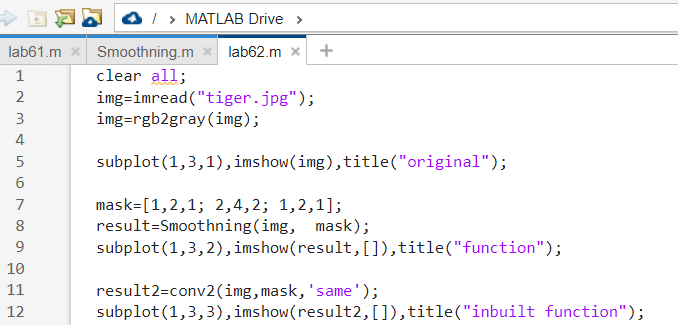 / > MATLAB Drive >
lab61.m × Smoothning.m × lab62.m × +
1 clear all;
2 img=imread("tiger.jpg");
3 img=rgb2gray(img);
4
5 subplot(1,3,1),imshow(img),title("original");
6
7 mask=[1,2,1; 2,4,2; 1,2,1];
8 result=Smoothning(img,  mask);
9 subplot(1,3,2),imshow(result,[]),title("function");
10
11 result2=conv2(img,mask,'same');
12 subplot(1,3,3),imshow(result2,[]),title("inbuilt function");